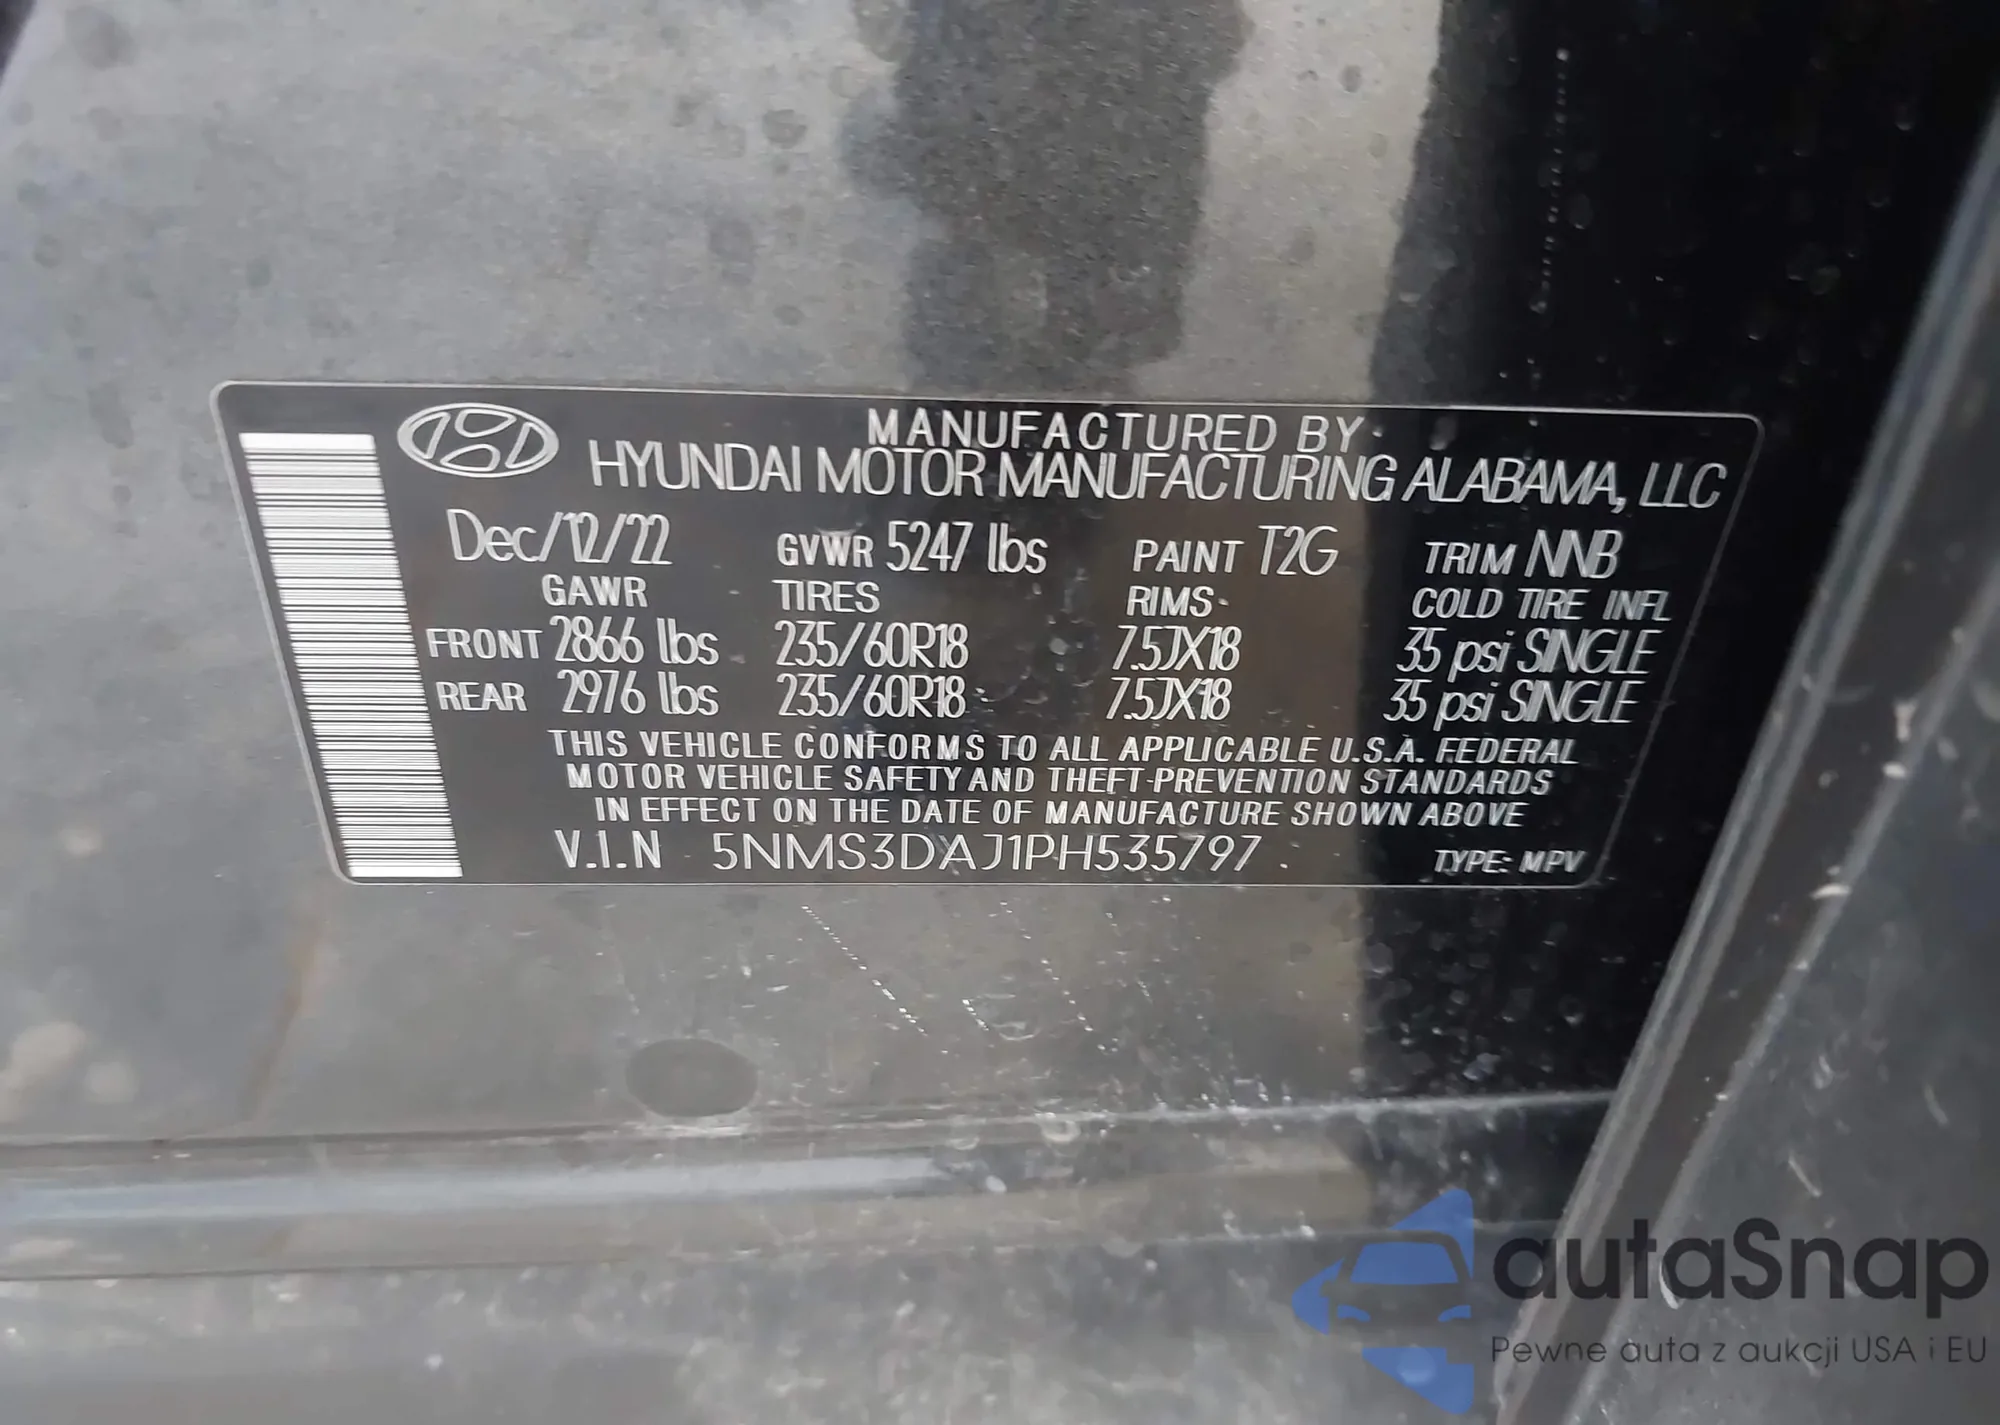 MANUFACTURED BY
HYUNDAI MOTOR MANUFACTURING ALABAMA, LLC
Dec/12/22 GVWR 5247 lbs PAINT T2G TRIM NNB
GAWR TIRES RIMS COLD TIRE INFL
FRONT 2866 lbs 235/60R18 7.5JX18 35 psi SINGLE
REAR 2976 lbs 235/60R18 7.5JX18 35 psi SINGLE
THIS VEHICLE CONFORMS TO ALL APPLICABLE U.S.A. FEDERAL
MOTOR VEHICLE SAFETY AND THEFT-PREVENTION STANDARDS
IN EFFECT ON THE DATE OF MANUFACTURE SHOWN ABOVE
V.I.N 5NMS3DAJ1PH535797 TYPE: MPV
autaSnap
Pewne auta z aukcji USA i EU